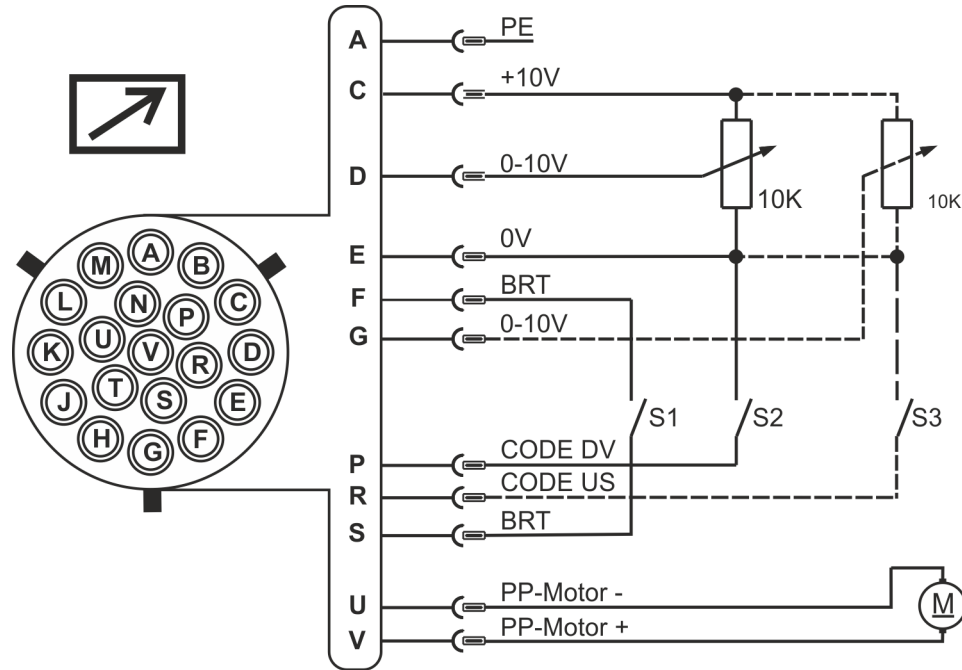 A PE
C +10V
D 0-10V
10K 10K
E 0V
F BRT
G 0-10V
S1 S2 S3
P CODE DV
R CODE US
S BRT
U PP-Motor -
V PP-Motor +
M
A
M B
L N P C
K U V R D
J T S E
H G F